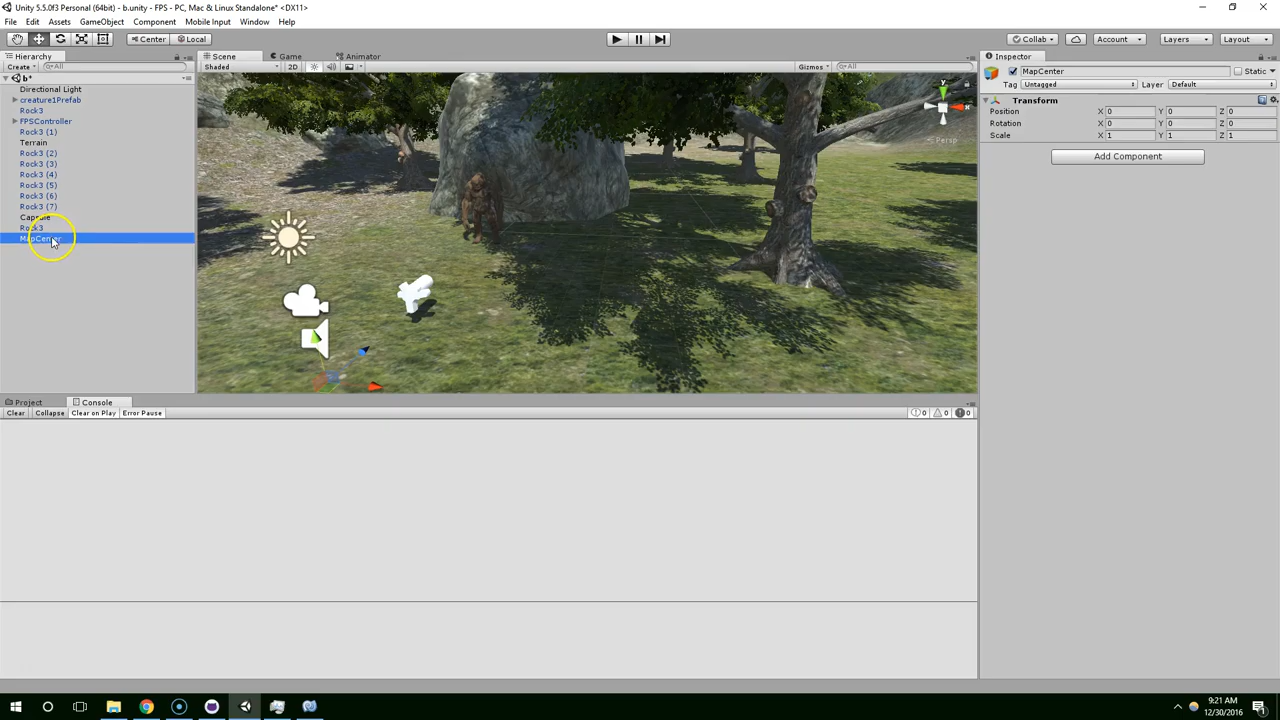 Unity 5.5.0f3 Personal (64bit) - b.unity - FPS - PC, Mac & Linux Standalone* <DX11>
File Edit Assets GameObject Component Mobile Input Window Help
Center Local Collab Account Layers Layout
Hierarchy Scene Game Animator Inspector
Create All Shaded 2D Gizmos All
MapCenter Static
b*
Tag Untagged Layer Default
Directional Light
creature1Prefab
Transform
Rock3
Position X 0 Y 0 Z 0
FPSController
Rotation X 0 Y 0 Z 0
Rock3 (1)
Scale X 1 Y 1 Z 1
Terrain
y
x
Persp
Rock3 (2)
Add Component
Rock3 (3)
Rock3 (4)
Rock3 (5)
Rock3 (6)
Rock3 (7)
Capsule
Rock3
MapCenter
Project Console
Clear Collapse Clear on Play Error Pause 0 0 0
9:21 AM
12/30/2016